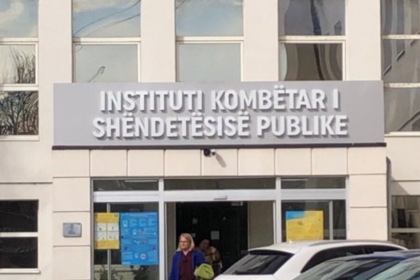 INSTITUTI KOMBËTAR I
SHËNDETËSISË PUBLIKE